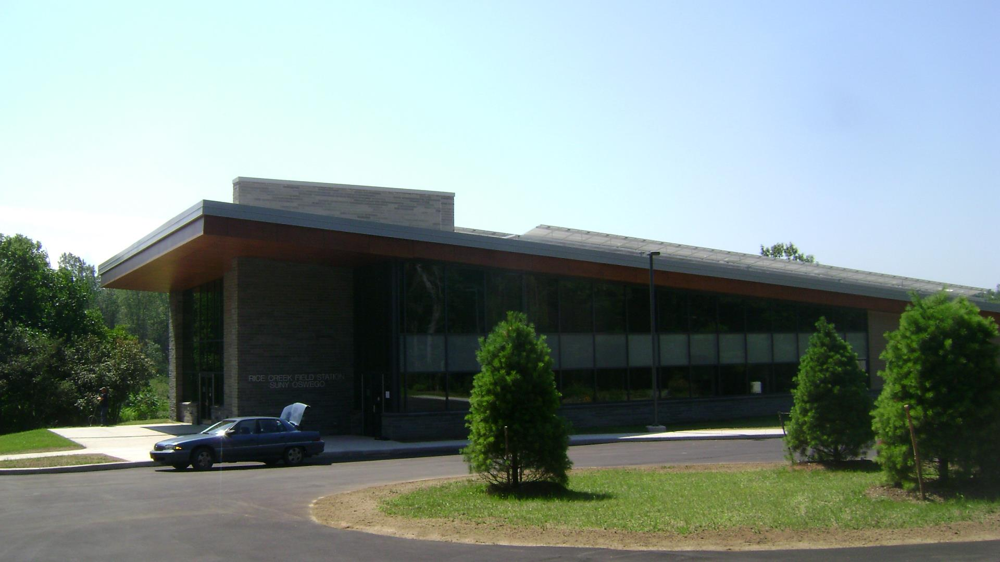 RICE CREEK FIELD STATION
SUNY OSWEGO